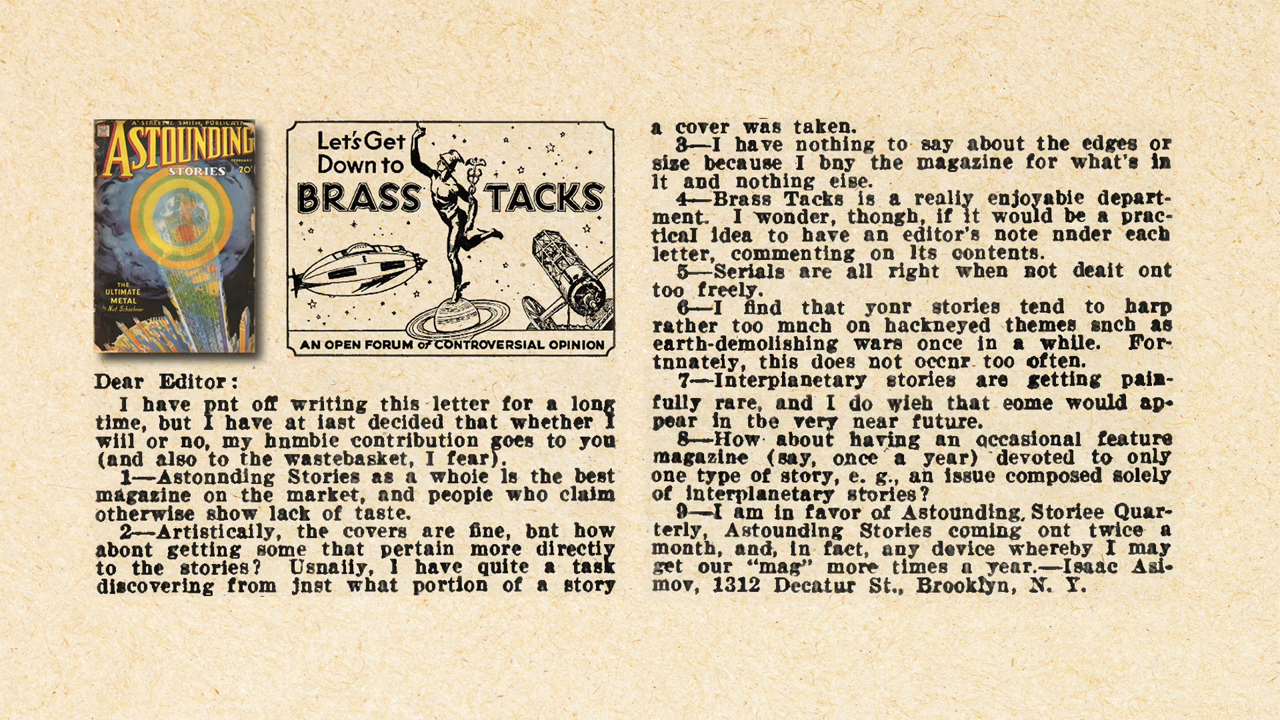 A STREET & SMITH PUBLICATION
ASTOUNDING
FEBRUARY
20¢
STORIES
THE
ULTIMATE
METAL
by Nat Schachner
Let's Get
Down to
BRASS TACKS
AN OPEN FORUM of CONTROVERSIAL OPINION
Dear Editor:
I have pnt off writing this letter for a long
time, but I have at iast decided that whether I
wiil or no, my hnmbie contribution goes to you
(and also to the wastebasket, I fear).
1—Astonnding Stories as a whoie is the best
magazine on the market, and peopie who claim
otherwise show lack of taste.
2—Artisticaily, the covers are fine, bnt how
abont getting some that pertain more directiy
to the stories? Usnaiiy, I have quite a task
discovering from jnst what portion of a story
a cover was taken.
3—I have nothing to say about the edges or
size because I bny the magazine for what's in
it and nothing eise.
4—Brass Tacks is a reaiiy enjoyabie depart-
ment. I wonder, thongh, if it would be a prac-
tical idea to have an editor's note nnder each
letter, commenting on its contents.
5—Serials are all right when not deait ont
too freely.
6—I find that yonr stories tend to harp
rather too mnch on hackneyed themes snch as
earth-demolishing wars once in a while. For-
tnnateiy, this does not occnr too often.
7—Interplanetary stories are getting pain-
fully rare, and I do wish that some would ap-
pear in the very near future.
8—How about having an occasional feature
magazine (say, once a year) devoted to only
one type of story, e. g., an issue composed solely
of interplanetary stories?
9—I am in favor of Astounding Stories Quar-
terly, Astounding Stories coming ont twice a
month, and, in fact, any device whereby I may
get our "mag" more times a year.—Isaac Asi-
mov, 1312 Decatur St., Brooklyn, N. Y.